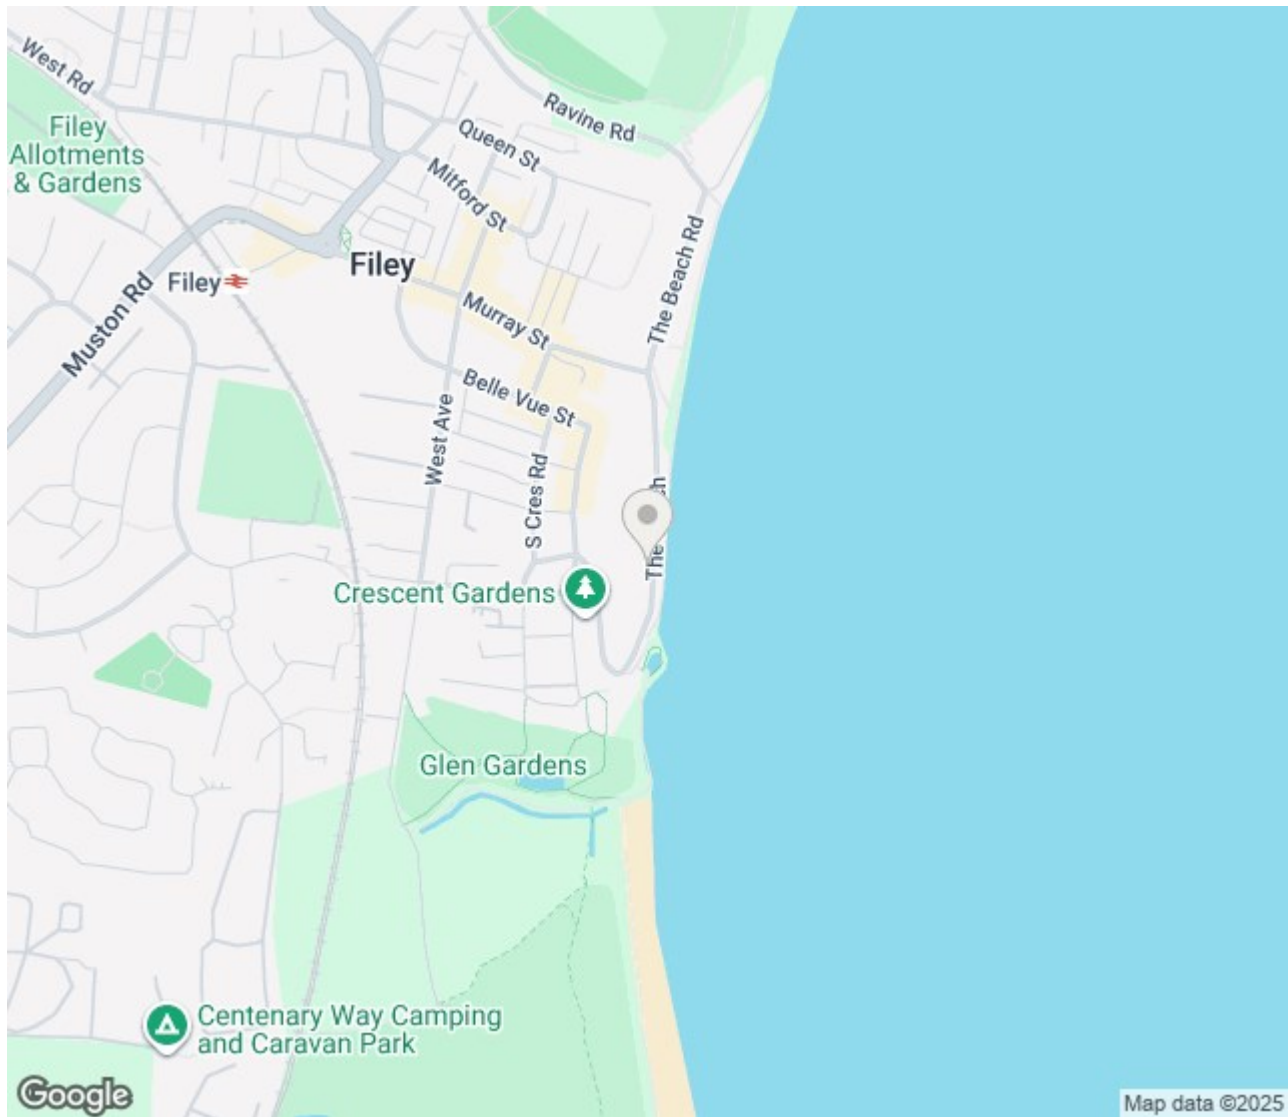 West Rd
Filey
Allotments
& Gardens
Ravine Rd
Queen St
Mitford St
The Beach Rd
Filey
Filey
Muston Rd
Murray St
Belle Vue St
West Ave
S Cres Rd
The
Crescent Gardens
Glen Gardens
Centenary Way Camping
and Caravan Park
Google
Map data ©2025